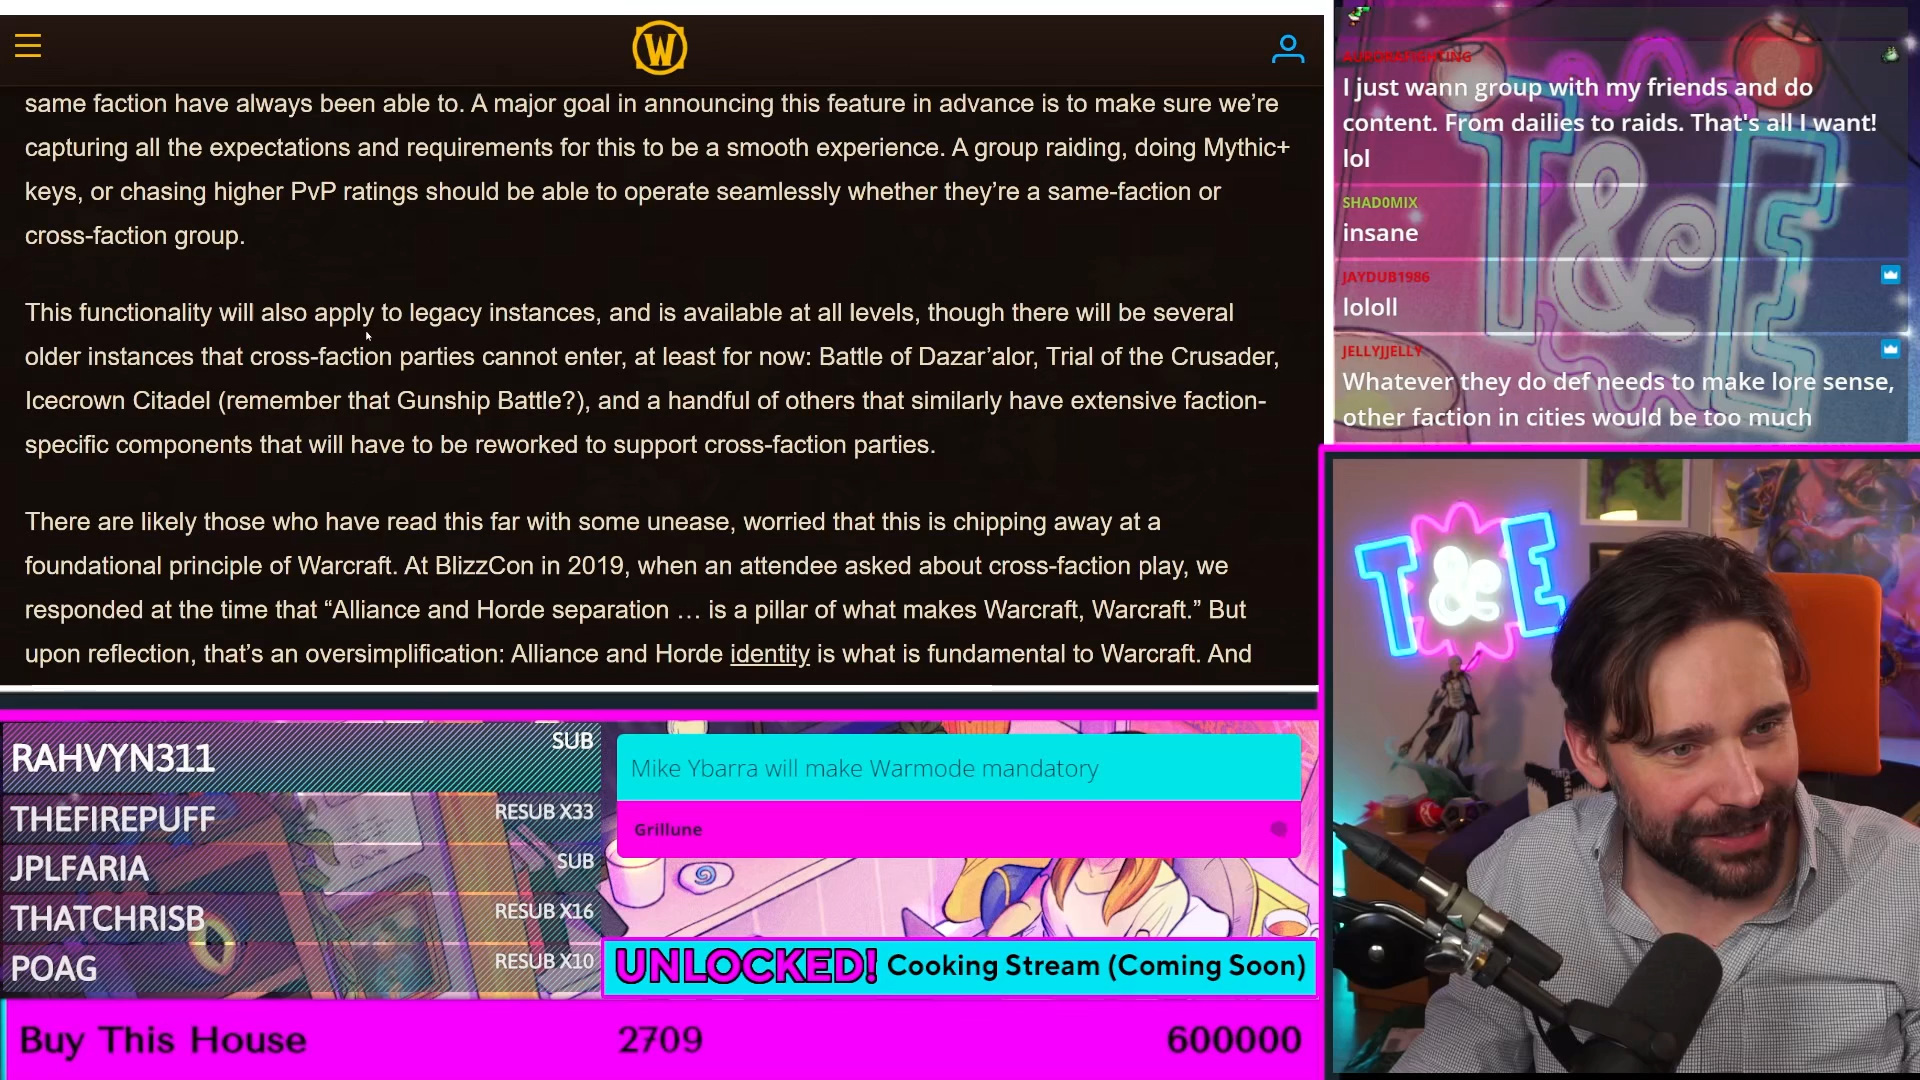 W
same faction have always been able to. A major goal in announcing this feature in advance is to make sure we’re
capturing all the expectations and requirements for this to be a smooth experience. A group raiding, doing Mythic+
keys, or chasing higher PvP ratings should be able to operate seamlessly whether they’re a same-faction or
cross-faction group.
This functionality will also apply to legacy instances, and is available at all levels, though there will be several
older instances that cross-faction parties cannot enter, at least for now: Battle of Dazar’alor, Trial of the Crusader,
Icecrown Citadel (remember that Gunship Battle?), and a handful of others that similarly have extensive faction-
specific components that will have to be reworked to support cross-faction parties.
There are likely those who have read this far with some unease, worried that this is chipping away at a
foundational principle of Warcraft. At BlizzCon in 2019, when an attendee asked about cross-faction play, we
responded at the time that “Alliance and Horde separation … is a pillar of what makes Warcraft, Warcraft.” But
upon reflection, that’s an oversimplification: Alliance and Horde identity is what is fundamental to Warcraft. And
I just wann group with my friends and do
content. From dailies to raids. That's all I want!
lol
SHAD0MIX
insane
JAYDUB1986
lololl
JELLYJJELLY
Whatever they do def needs to make lore sense,
other faction in cities would be too much
T&E
T&E
RAHVYN311 SUB
THEFIREPUFF RESUB X33
JPLFARIA SUB
THATCHRISB RESUB X16
POAG RESUB X10
Mike Ybarra will make Warmode mandatory
Grillune
UNLOCKED! Cooking Stream (Coming Soon)
Buy This House 2709 600000